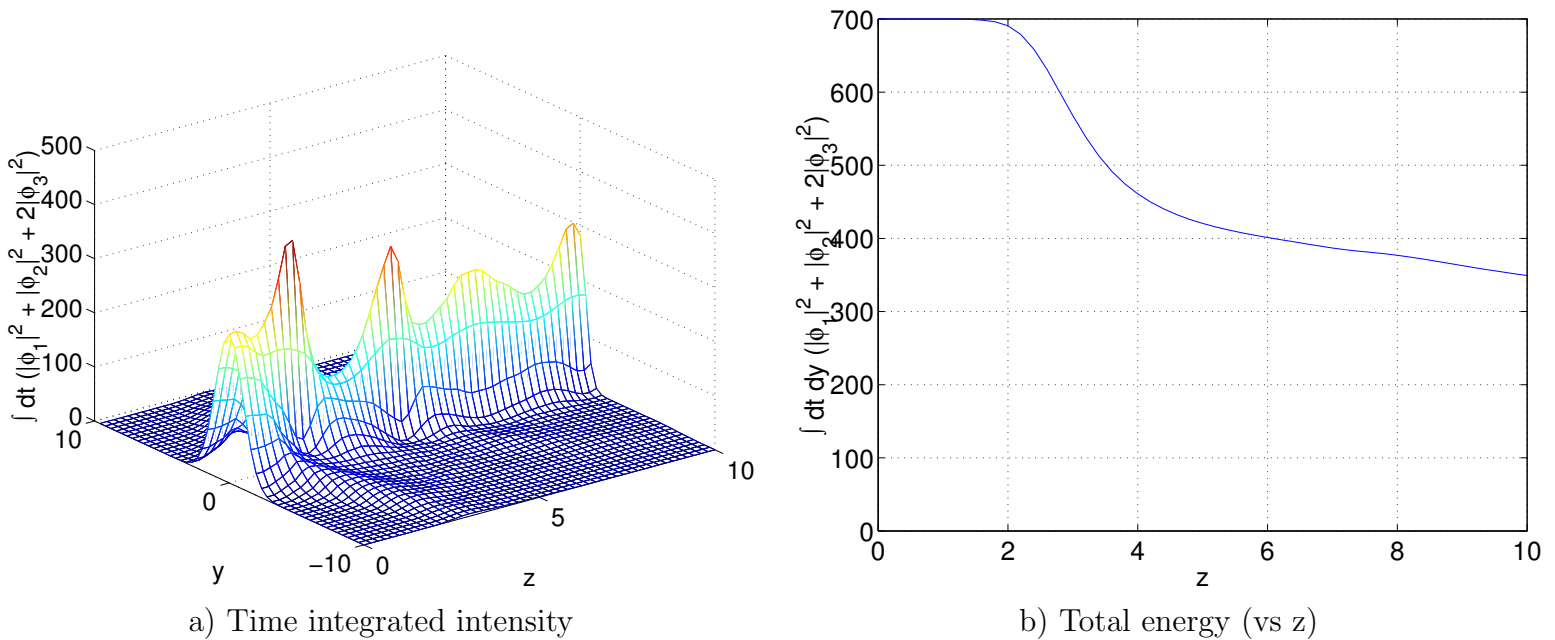 ∫ dt (|ϕ₁|² + |ϕ₂|² + 2|ϕ₃|²)
500
400
300
200
100
0
10
0
−10
y
0
5
10
z
a) Time integrated intensity
∫ dt dy (|ϕ₁|² + |ϕ₂|² + 2|ϕ₃|²)
700
600
500
400
300
200
100
0
0 2 4 6 8 10
z
b) Total energy (vs z)